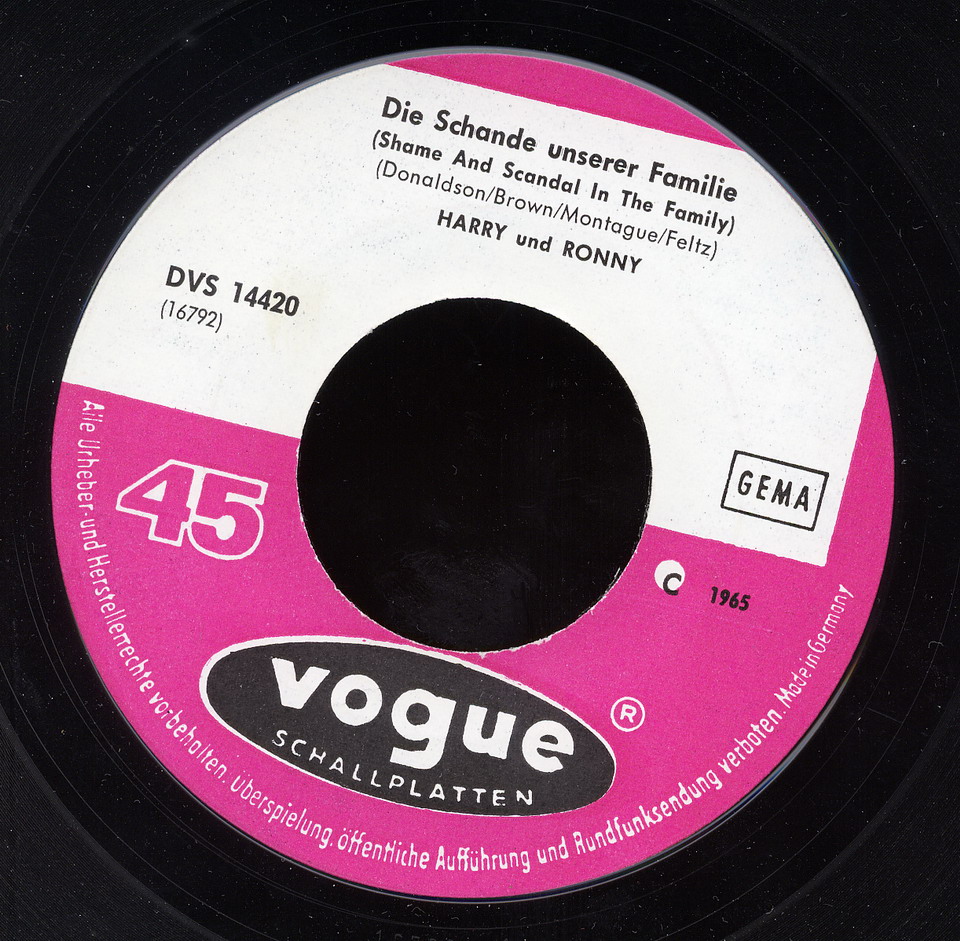 Die Schande unserer Familie
(Shame And Scandal In The Family)
(Donaldson/Brown/Montague/Feltz)
HARRY und RONNY
DVS 14420
(16792)
45
GEMA
C 1965
vogue
SCHALLPLATTEN
®
Alle Urheber-und Herstellerrechte vorbehalten. Überspielung, öffentliche Aufführung und Rundfunksendung verboten. Made in Germany